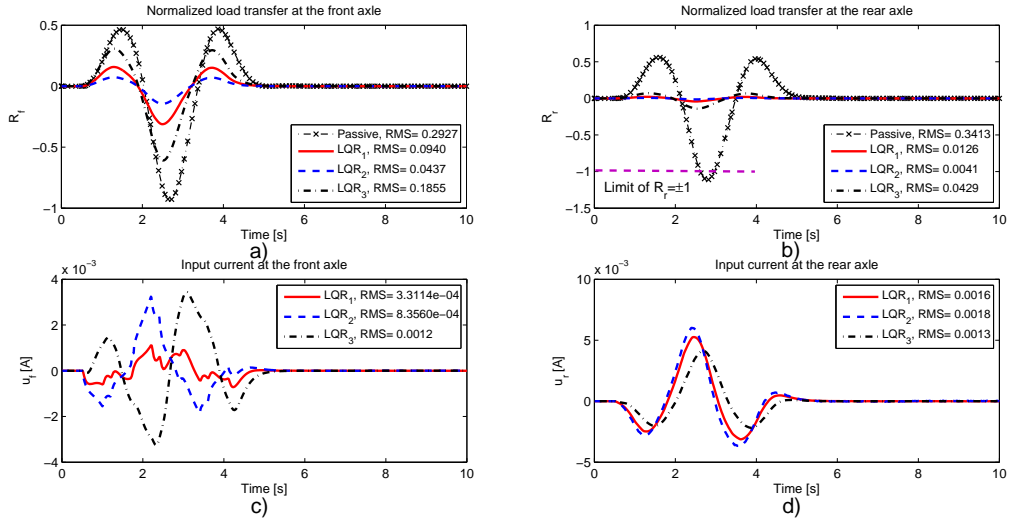 Normalized load transfer at the front axle
0.5
0
−0.5
−1
R_f
Passive, RMS= 0.2927
LQR_1, RMS= 0.0940
LQR_2, RMS= 0.0437
LQR_3, RMS= 0.1855
0 2 4 6 8 10
Time [s]
a)
Normalized load transfer at the rear axle
1
0.5
0
−0.5
−1
−1.5
R_r
Passive, RMS= 0.3413
LQR_1, RMS= 0.0126
LQR_2, RMS= 0.0041
LQR_3, RMS= 0.0429
Limit of R_r=±1
0 2 4 6 8 10
Time [s]
b)
x 10^−3
Input current at the front axle
4
2
0
−2
−4
u_f [A]
LQR_1, RMS= 3.3114e−04
LQR_2, RMS= 8.3560e−04
LQR_3, RMS= 0.0012
0 2 4 6 8 10
Time [s]
c)
x 10^−3
Input current at the rear axle
10
5
0
−5
u_f [A]
LQR_1, RMS= 0.0016
LQR_2, RMS= 0.0018
LQR_3, RMS= 0.0013
0 2 4 6 8 10
Time [s]
d)